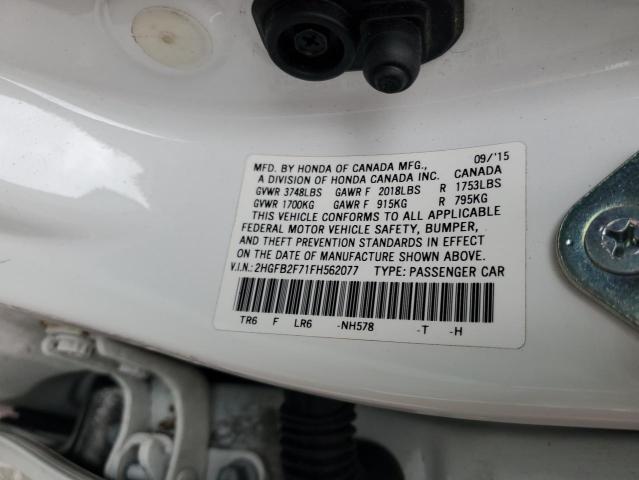 MFD. BY HONDA OF CANADA MFG., 09/'15
A DIVISION OF HONDA CANADA INC. CANADA
GVWR 3748LBS GAWR F 2018LBS R 1753LBS
GVWR 1700KG GAWR F 915KG R 795KG
THIS VEHICLE CONFORMS TO ALL APPLICABLE
FEDERAL MOTOR VEHICLE SAFETY, BUMPER,
AND THEFT PREVENTION STANDARDS IN EFFECT
ON THE DATE OF MANUFACTURE SHOWN ABOVE.
V.I.N.: 2HGFB2F71FH562077 TYPE: PASSENGER CAR
TR6 F LR6 -NH578 -T -H